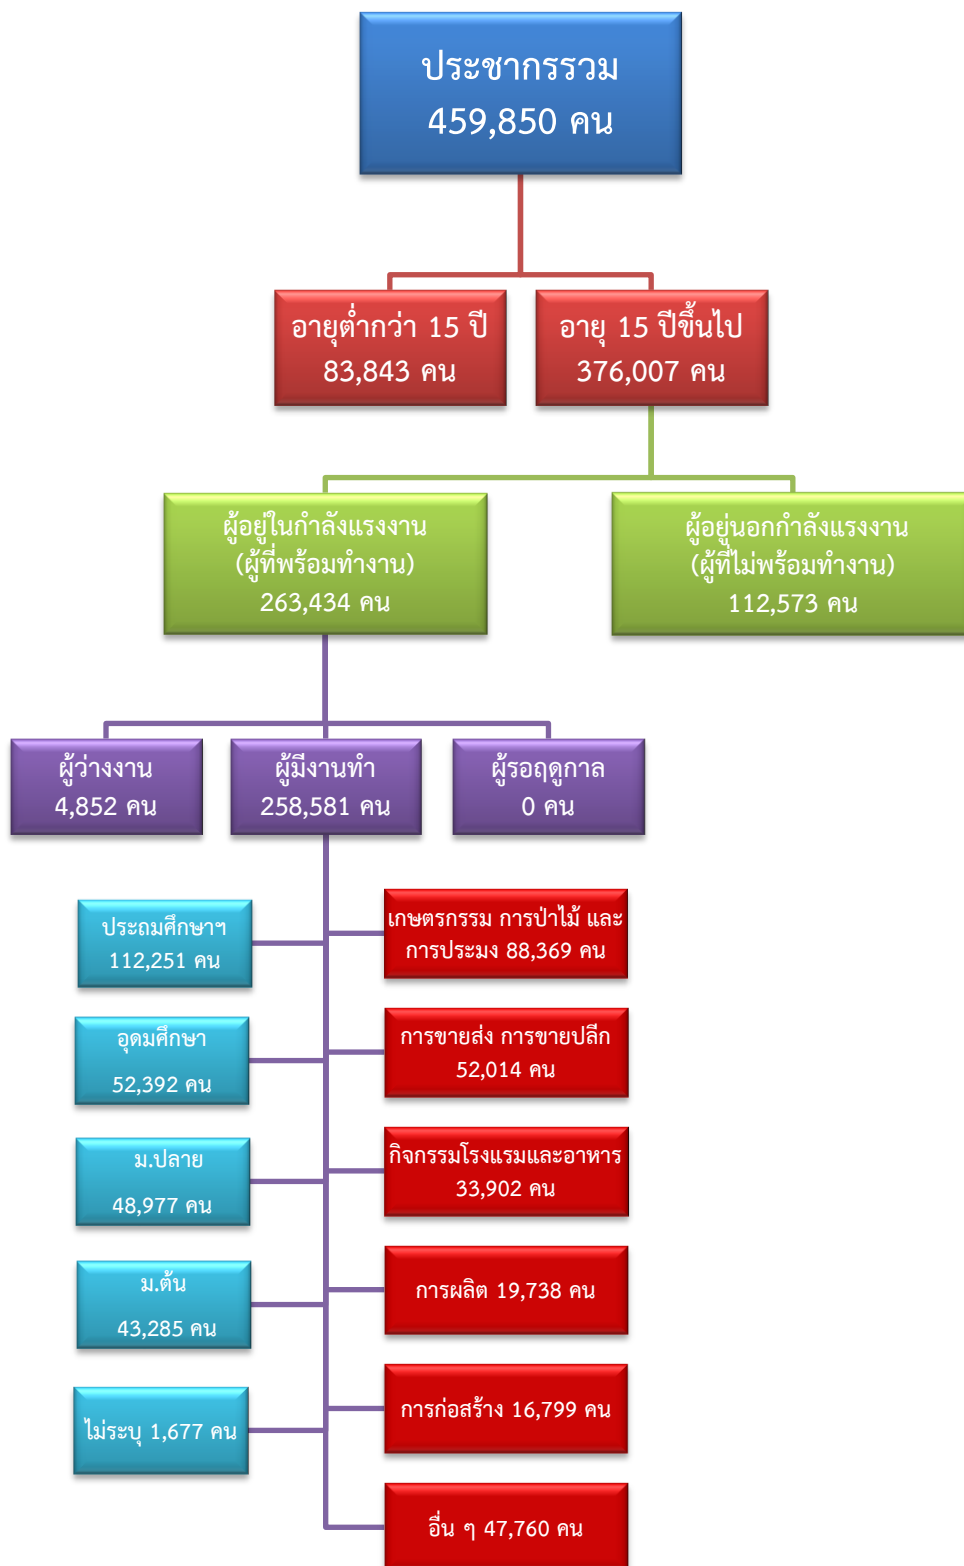 ประชากรรวม
459,850 คน
อายุต่ำกว่า 15 ปี
83,843 คน
อายุ 15 ปีขึ้นไป
376,007 คน
ผู้อยู่ในกำลังแรงงาน
(ผู้ที่พร้อมทำงาน)
263,434 คน
ผู้อยู่นอกกำลังแรงงาน
(ผู้ที่ไม่พร้อมทำงาน)
112,573 คน
ผู้ว่างงาน
4,852 คน
ผู้มีงานทำ
258,581 คน
ผู้รอฤดูกาล
0 คน
ประถมศึกษาฯ
112,251 คน
อุดมศึกษา
52,392 คน
ม.ปลาย
48,977 คน
ม.ต้น
43,285 คน
ไม่ระบุ 1,677 คน
เกษตรกรรม การป่าไม้ และ
การประมง 88,369 คน
การขายส่ง การขายปลีก
52,014 คน
กิจกรรมโรงแรมและอาหาร
33,902 คน
การผลิต 19,738 คน
การก่อสร้าง 16,799 คน
อื่น ๆ 47,760 คน